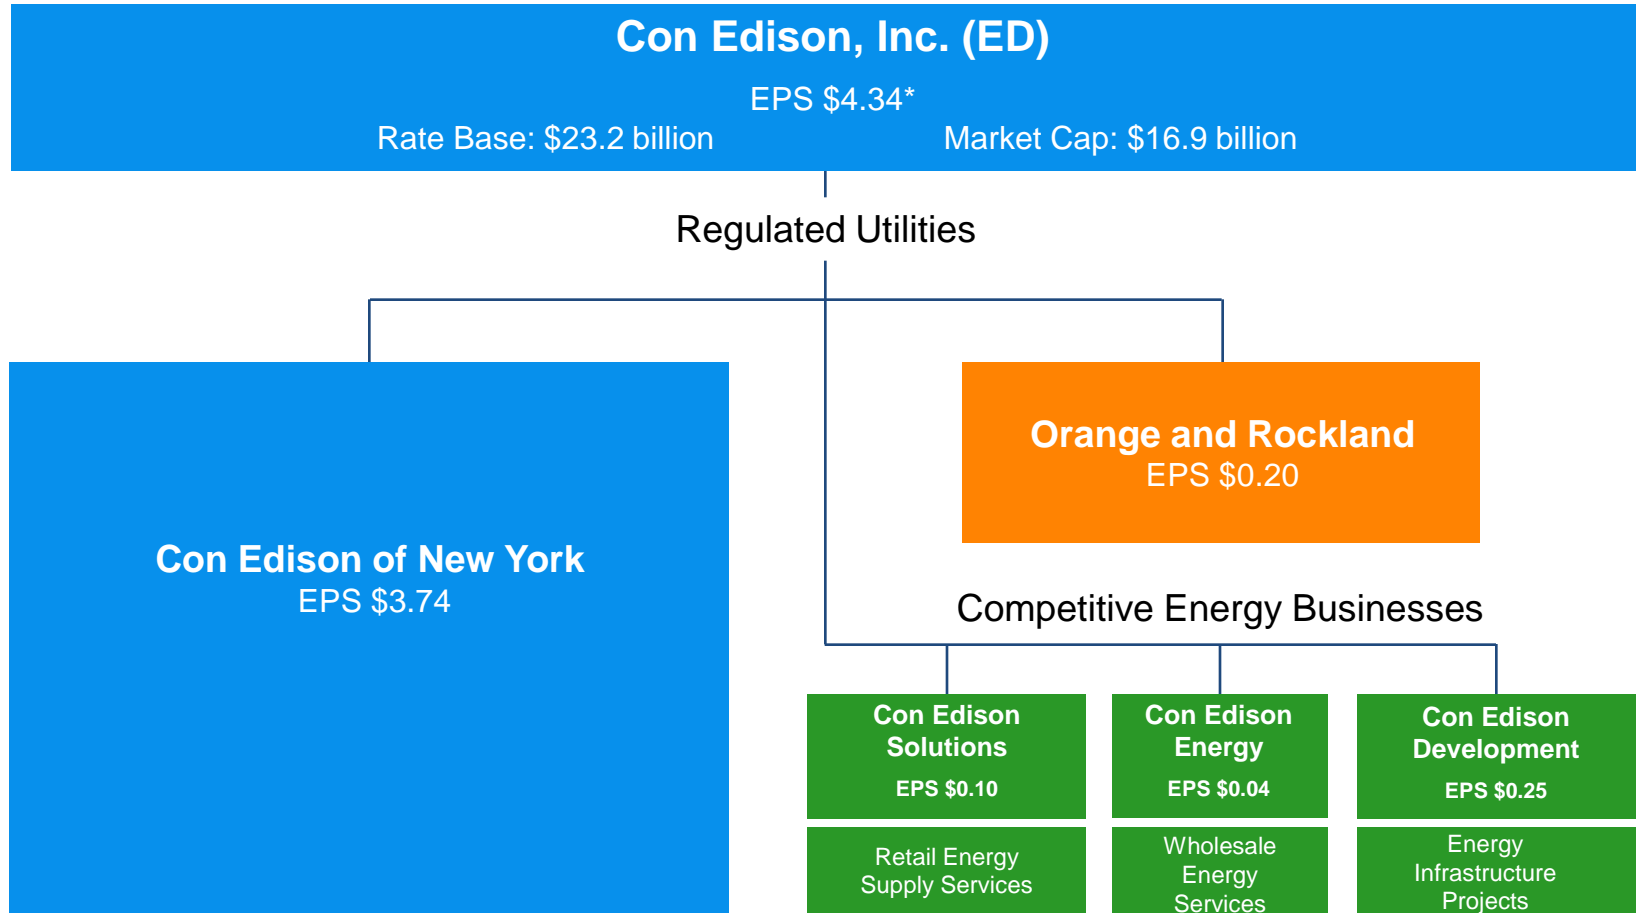 Con Edison, Inc. (ED)
EPS $4.34*
Rate Base: $23.2 billion
Market Cap: $16.9 billion
Regulated Utilities
Con Edison of New York
EPS $3.74
Orange and Rockland
EPS $0.20
Competitive Energy Businesses
Con Edison
Solutions
EPS $0.10
Retail Energy
Supply Services
Con Edison
Energy
EPS $0.04
Wholesale
Energy
Services
Con Edison
Development
EPS $0.25
Energy
Infrastructure
Projects